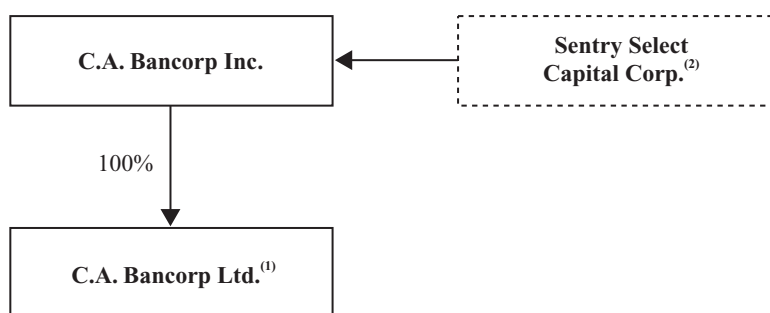 C.A. Bancorp Inc.
Sentry Select
Capital Corp.(2)
100%
C.A. Bancorp Ltd.(1)